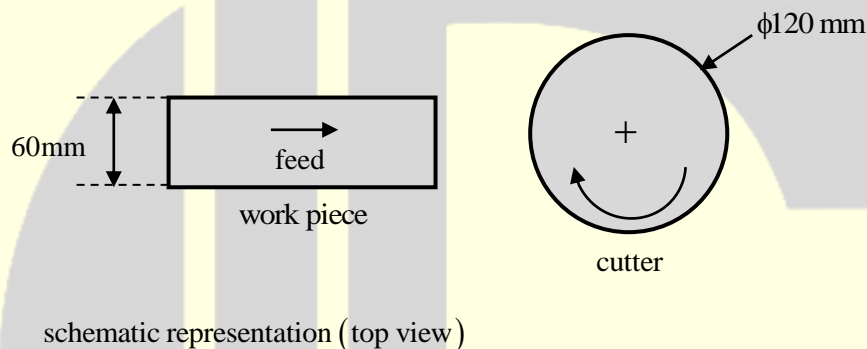 ϕ120 mm
60mm
feed
work piece
cutter
schematic representation (top view)